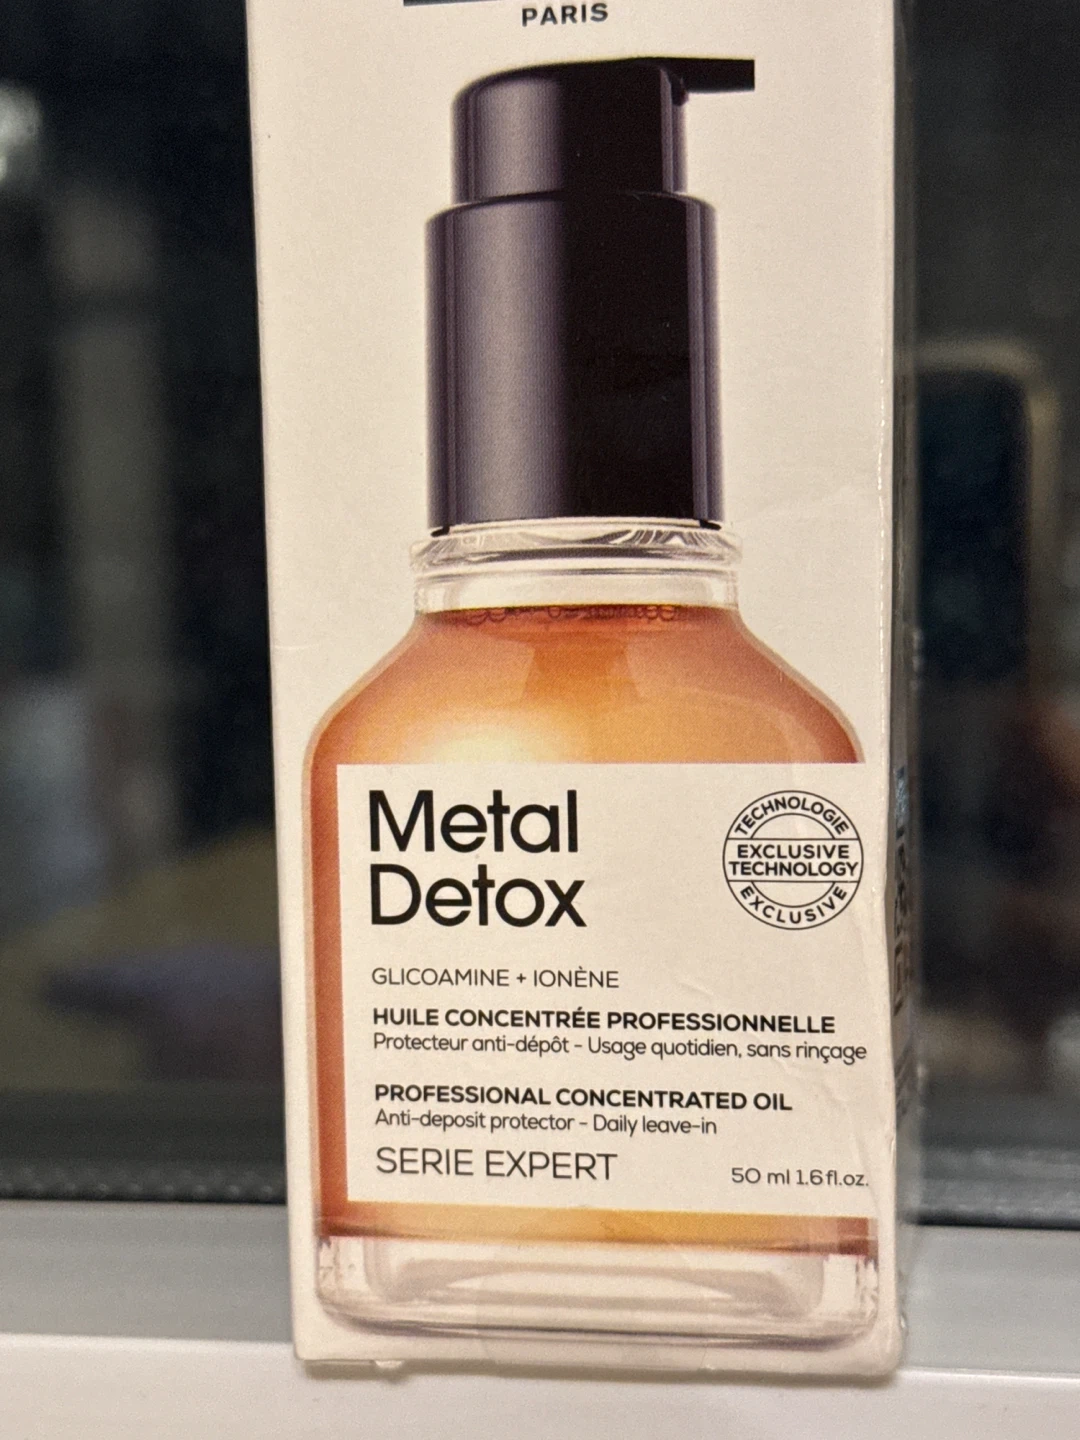 PARIS
Metal
Detox
TECHNOLOGIE
EXCLUSIVE
TECHNOLOGY
EXCLUSIVE
GLICOAMINE + IONÈNE
HUILE CONCENTRÉE PROFESSIONNELLE
Protecteur anti-dépôt - Usage quotidien, sans rinçage
PROFESSIONAL CONCENTRATED OIL
Anti-deposit protector - Daily leave-in
SERIE EXPERT
50 ml 1.6 fl.oz.